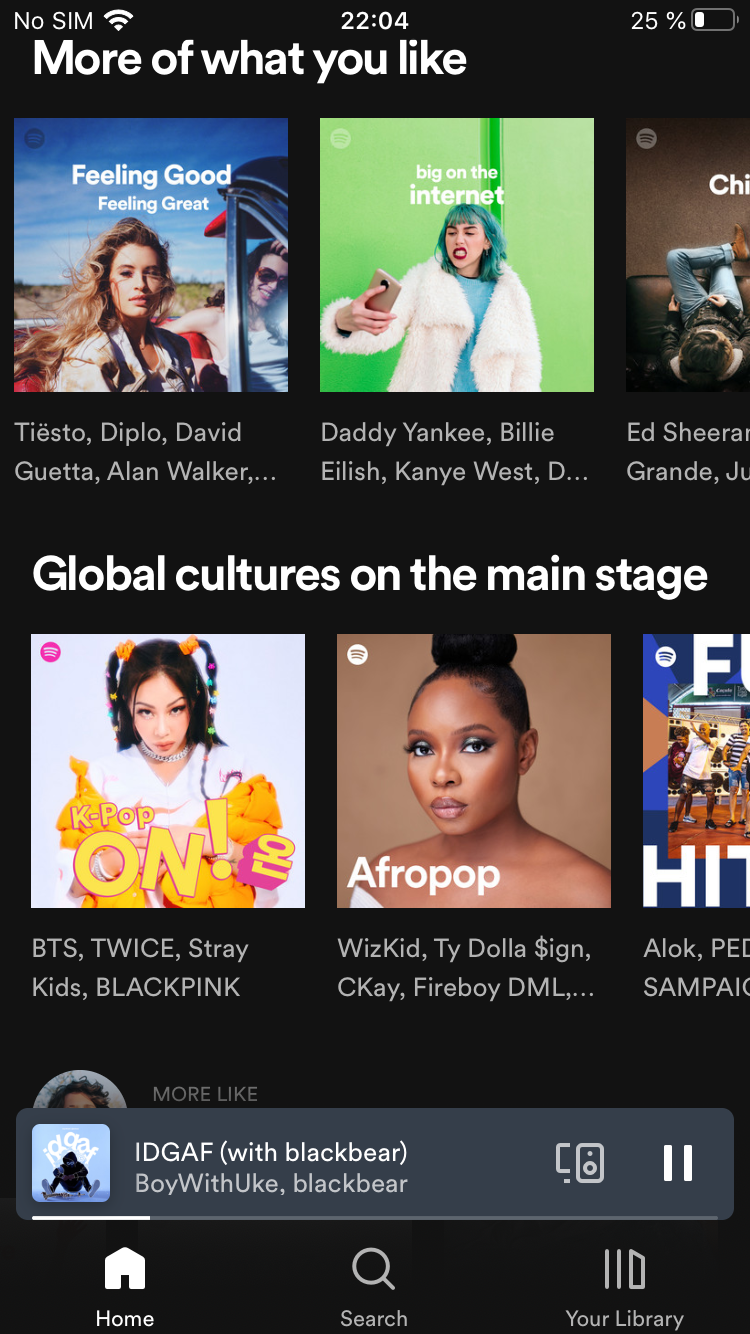 No SIM 22:04 25 %
More of what you like
Feeling Good
Feeling Great
big on the
internet
Chi
Tiësto, Diplo, David
Guetta, Alan Walker,...
Daddy Yankee, Billie
Eilish, Kanye West, D...
Ed Sheeran
Grande, Ju
Global cultures on the main stage
K-Pop
ON!
온
Afropop
FU
HIT
BTS, TWICE, Stray
Kids, BLACKPINK
WizKid, Ty Dolla $ign,
CKay, Fireboy DML,...
Alok, PED
SAMPAIO
MORE LIKE
idgaf
IDGAF (with blackbear)
BoyWithUke, blackbear
Home
Search
Your Library